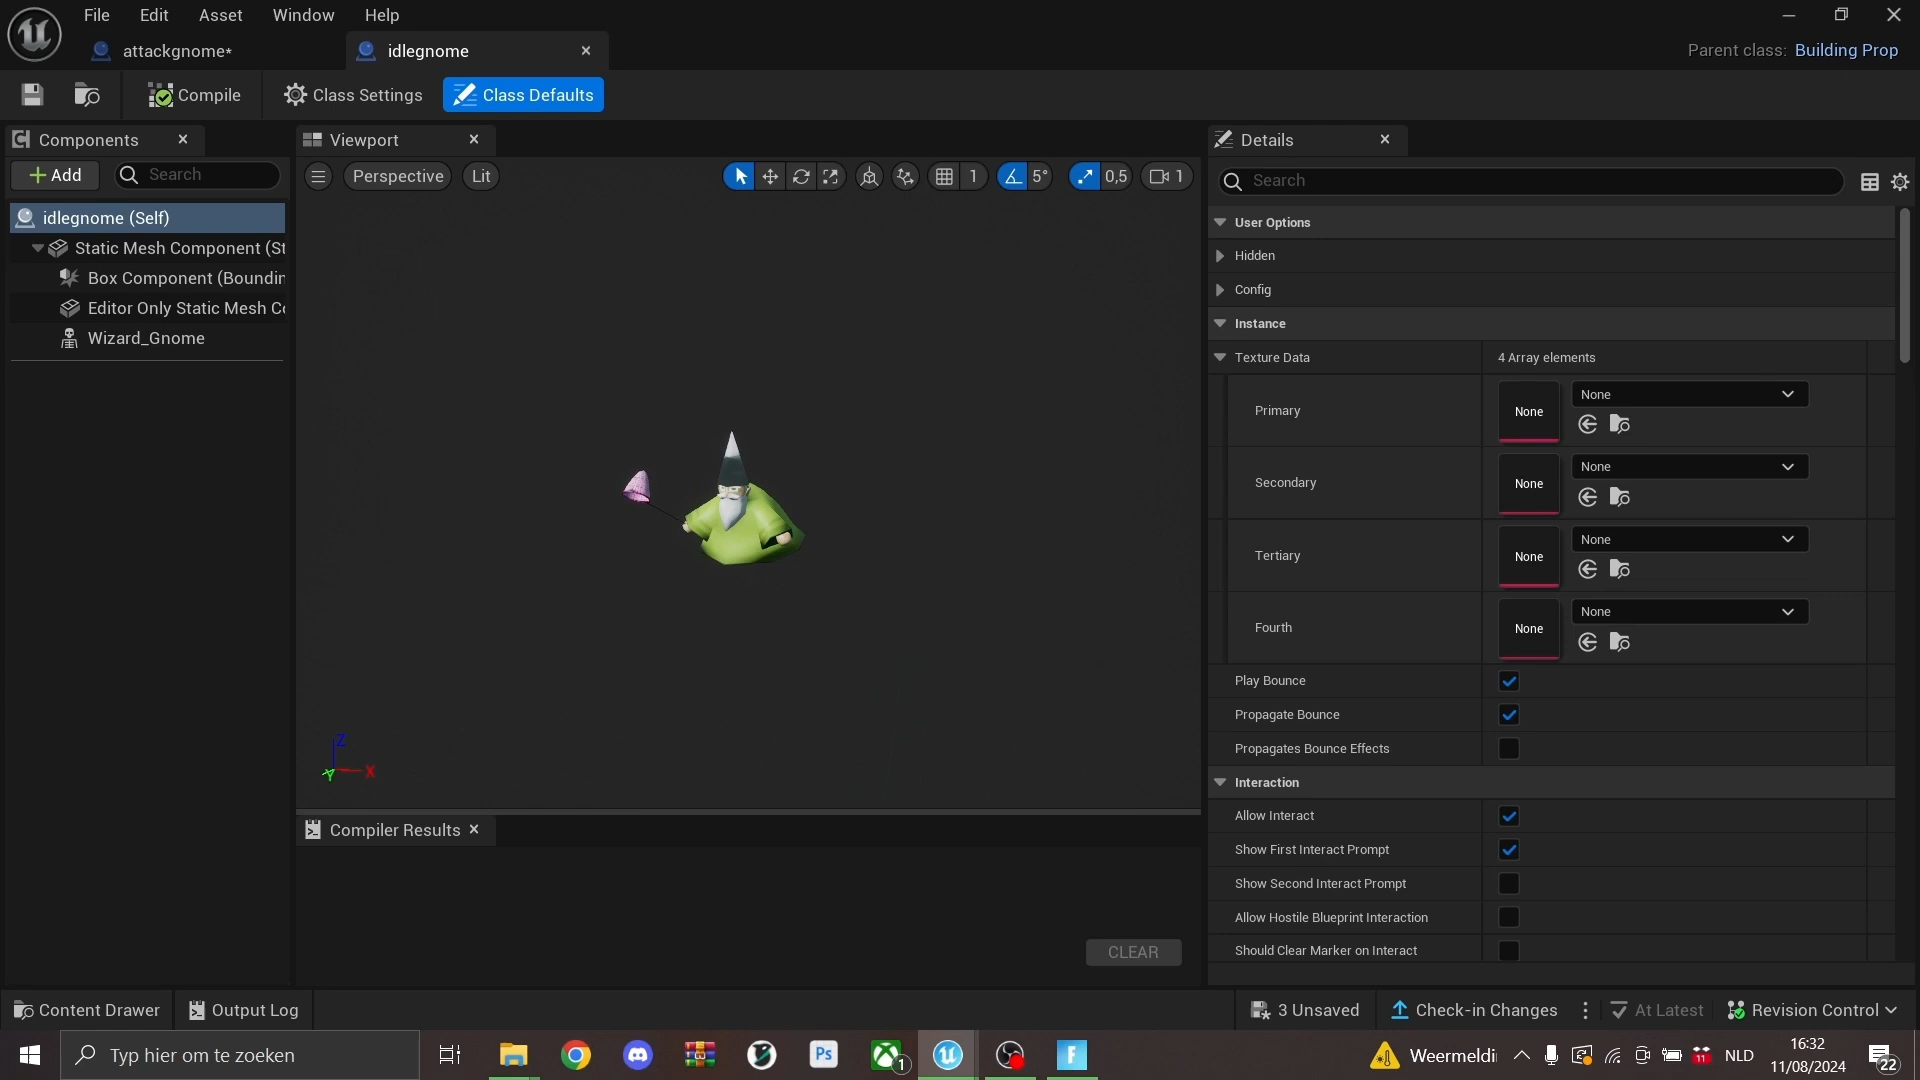 File Edit Asset Window Help
attackgnome*
idlegnome
Parent class: Building Prop
Compile
Class Settings
Class Defaults
Components
Viewport
Details
Add
Search
Perspective
Lit
1
5°
0,5
1
Search
idlegnome (Self)
Static Mesh Component (St
Box Component (Boundin
Editor Only Static Mesh Co
Wizard_Gnome
User Options
Hidden
Config
Instance
Texture Data
4 Array elements
Primary
None
None
Secondary
None
None
Tertiary
None
None
Fourth
None
None
Play Bounce
Propagate Bounce
Propagates Bounce Effects
Interaction
Allow Interact
Show First Interact Prompt
Show Second Interact Prompt
Allow Hostile Blueprint Interaction
Should Clear Marker on Interact
Z
Y
X
Compiler Results
CLEAR
Content Drawer
Output Log
3 Unsaved
Check-in Changes
At Latest
Revision Control
Typ hier om te zoeken
Ps
1
F
Weermeldi
11
NLD
16:32
11/08/2024
22